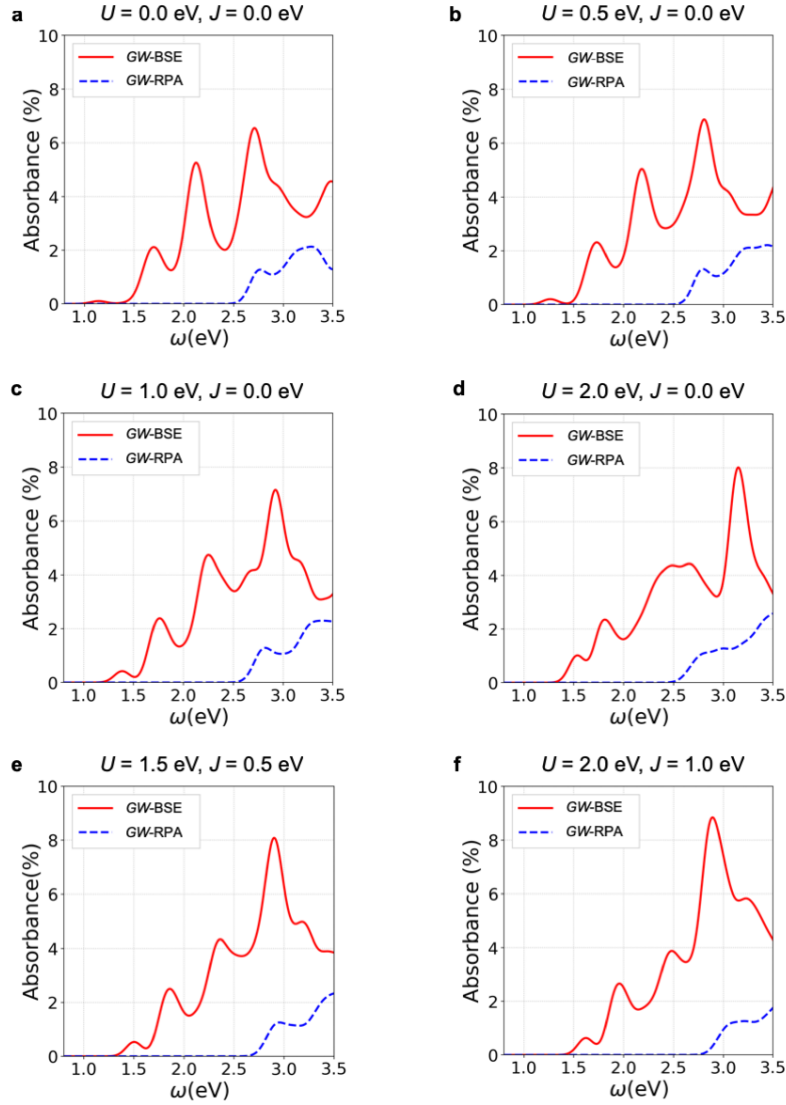 a
U = 0.0 eV, J = 0.0 eV
10
8
6
4
2
0
Absorbance (%)
GW-BSE
GW-RPA
1.0 1.5 2.0 2.5 3.0 3.5
ω(eV)
b
U = 0.5 eV, J = 0.0 eV
10
8
6
4
2
0
Absorbance (%)
GW-BSE
GW-RPA
1.0 1.5 2.0 2.5 3.0 3.5
ω(eV)
c
U = 1.0 eV, J = 0.0 eV
10
8
6
4
2
0
Absorbance (%)
GW-BSE
GW-RPA
1.0 1.5 2.0 2.5 3.0 3.5
ω(eV)
d
U = 2.0 eV, J = 0.0 eV
10
8
6
4
2
0
Absorbance (%)
GW-BSE
GW-RPA
1.0 1.5 2.0 2.5 3.0 3.5
ω(eV)
e
U = 1.5 eV, J = 0.5 eV
10
8
6
4
2
0
Absorbance(%)
GW-BSE
GW-RPA
1.0 1.5 2.0 2.5 3.0 3.5
ω(eV)
f
U = 2.0 eV, J = 1.0 eV
10
8
6
4
2
0
Absorbance (%)
GW-BSE
GW-RPA
1.0 1.5 2.0 2.5 3.0 3.5
ω(eV)